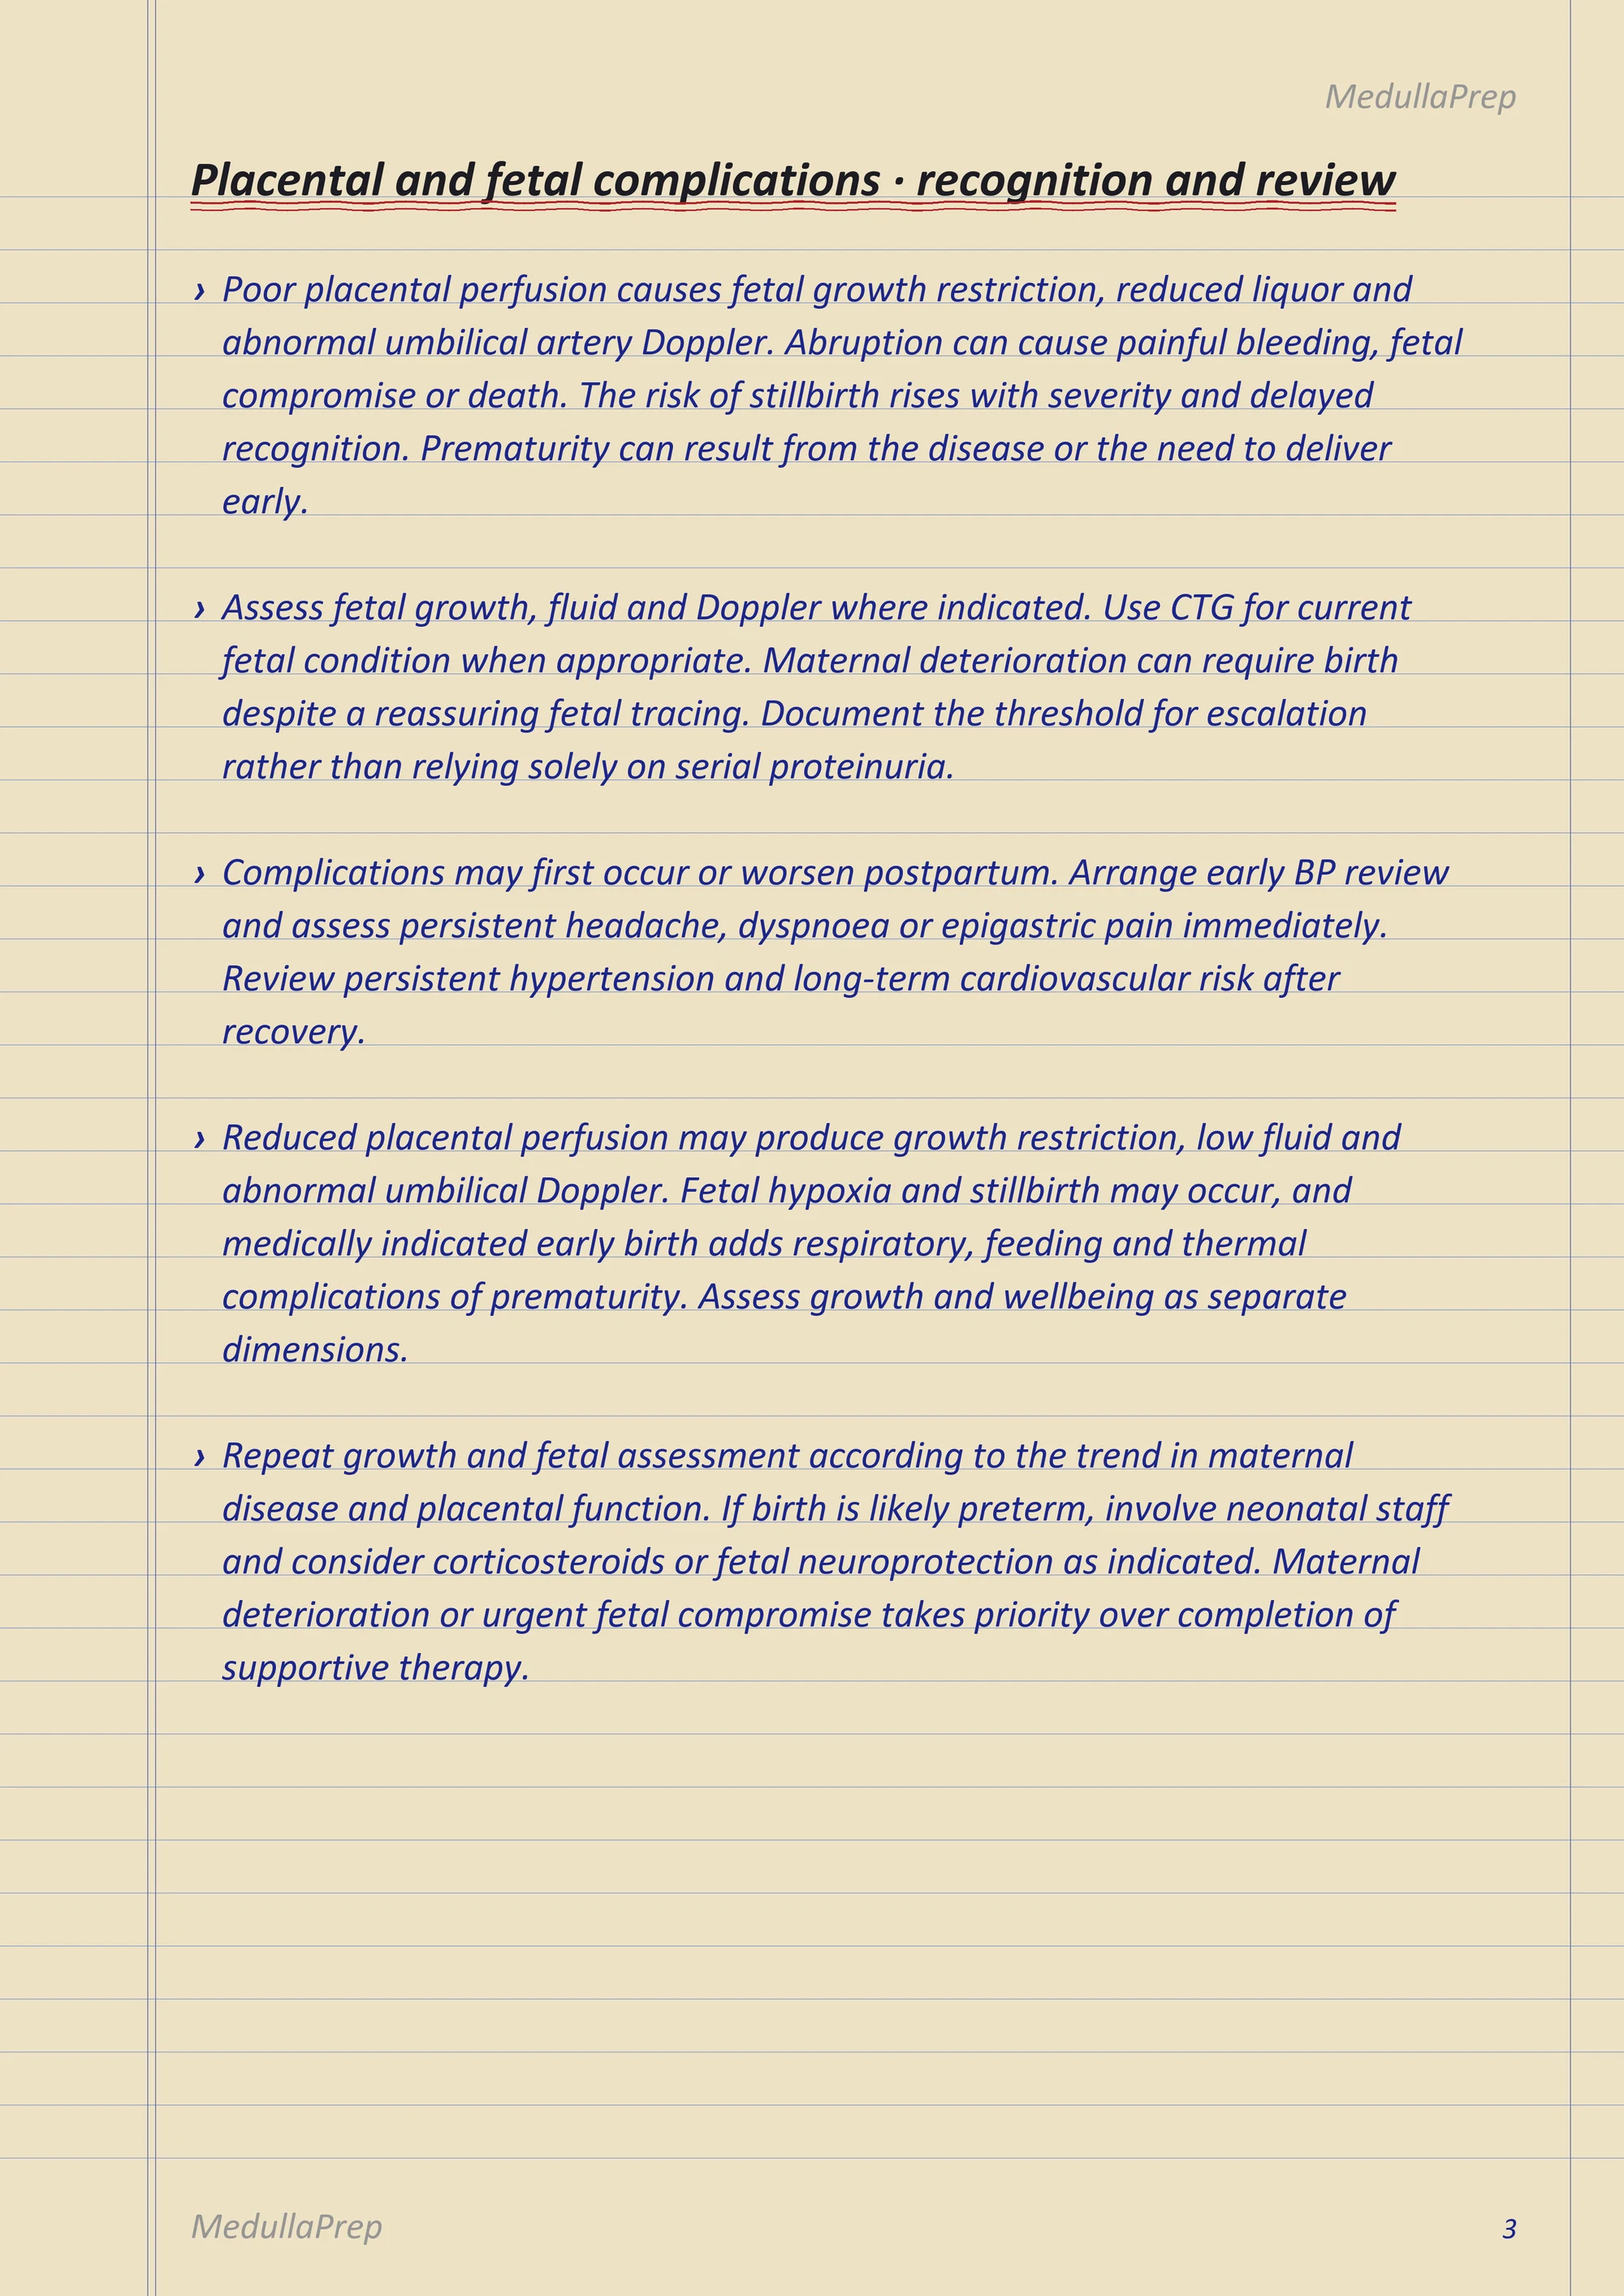 MedullaPrep
Placental and fetal complications · recognition and review
› Poor placental perfusion causes fetal growth restriction, reduced liquor and
abnormal umbilical artery Doppler. Abruption can cause painful bleeding, fetal
compromise or death. The risk of stillbirth rises with severity and delayed
recognition. Prematurity can result from the disease or the need to deliver
early.
› Assess fetal growth, fluid and Doppler where indicated. Use CTG for current
fetal condition when appropriate. Maternal deterioration can require birth
despite a reassuring fetal tracing. Document the threshold for escalation
rather than relying solely on serial proteinuria.
› Complications may first occur or worsen postpartum. Arrange early BP review
and assess persistent headache, dyspnoea or epigastric pain immediately.
Review persistent hypertension and long-term cardiovascular risk after
recovery.
› Reduced placental perfusion may produce growth restriction, low fluid and
abnormal umbilical Doppler. Fetal hypoxia and stillbirth may occur, and
medically indicated early birth adds respiratory, feeding and thermal
complications of prematurity. Assess growth and wellbeing as separate
dimensions.
› Repeat growth and fetal assessment according to the trend in maternal
disease and placental function. If birth is likely preterm, involve neonatal staff
and consider corticosteroids or fetal neuroprotection as indicated. Maternal
deterioration or urgent fetal compromise takes priority over completion of
supportive therapy.
MedullaPrep
3